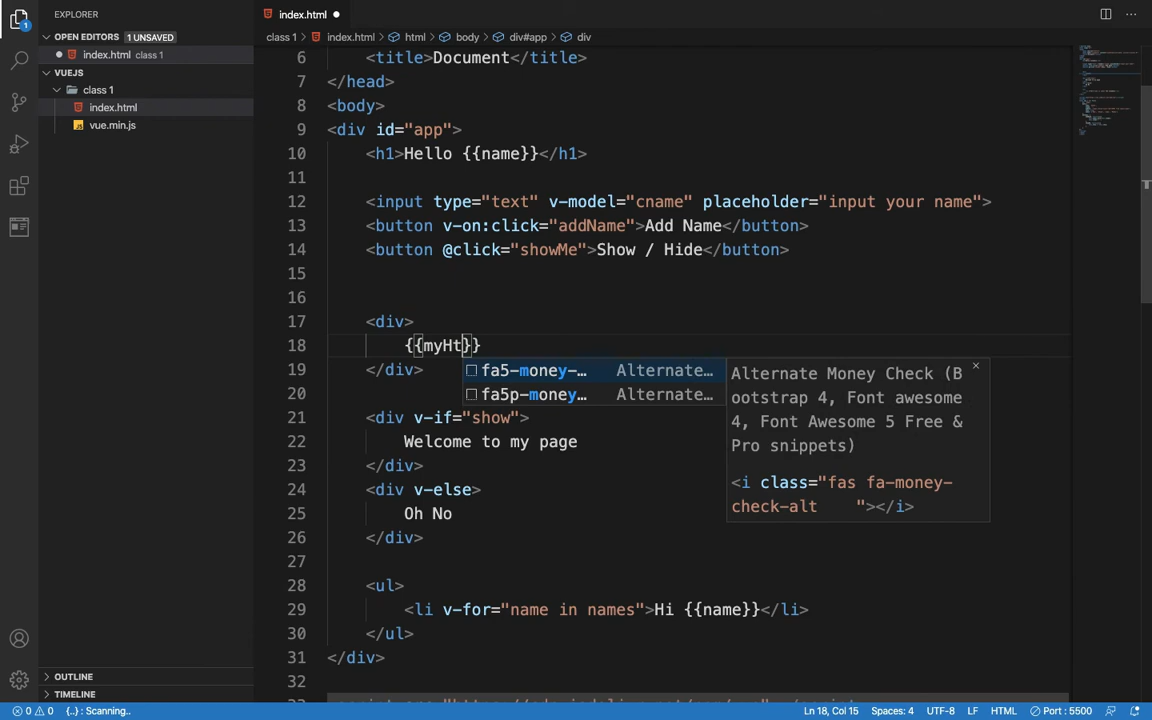 EXPLORER
OPEN EDITORS 1 UNSAVED
index.html class 1
VUEJS
class 1
index.html
vue.min.js
OUTLINE
TIMELINE
index.html
class 1 > index.html > html > body > div#app > div
6 <title>Document</title>
7 </head>
8 <body>
9 <div id="app">
10 <h1>Hello {{name}}</h1>
11
12 <input type="text" v-model="cname" placeholder="input your name">
13 <button v-on:click="addName">Add Name</button>
14 <button @click="showMe">Show / Hide</button>
15
16
17 <div>
18 {{myHt}}
19 </div>
20
21 <div v-if="show">
22 Welcome to my page
23 </div>
24 <div v-else>
25 Oh No
26 </div>
27
28 <ul>
29 <li v-for="name in names">Hi {{name}}</li>
30 </ul>
31 </div>
32
fa5-money-… Alternate…
fa5p-money… Alternate…
Alternate Money Check (B
ootstrap 4, Font awesome
4, Font Awesome 5 Free &
Pro snippets)
<i class="fas fa-money-
check-alt "></i>
0 0 {..} : Scanning.. Ln 18, Col 15 Spaces: 4 UTF-8 LF HTML Port : 5500